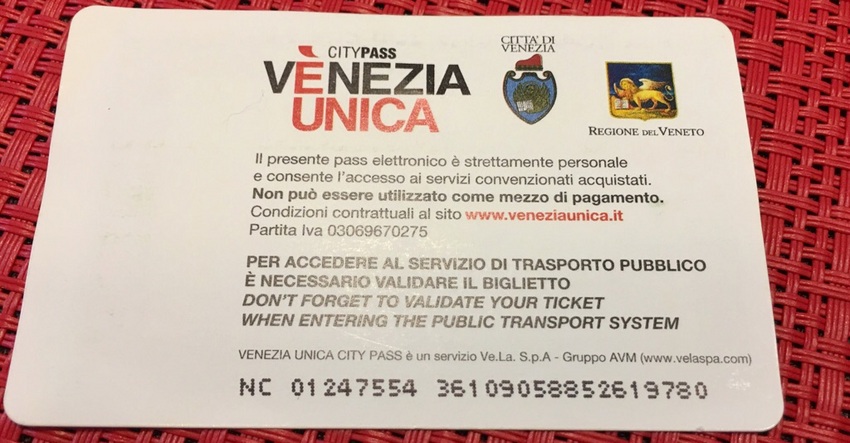 CITYPASS
VÈNEZIA
UNICA
CITTA' DI
VENEZIA
REGIONE DEL VENETO
Il presente pass elettronico è strettamente personale
e consente l'accesso ai servizi convenzionati acquistati.
Non può essere utilizzato come mezzo di pagamento.
Condizioni contrattuali al sito www.veneziaunica.it
Partita Iva 03069670275
PER ACCEDERE AL SERVIZIO DI TRASPORTO PUBBLICO
È NECESSARIO VALIDARE IL BIGLIETTO
DON'T FORGET TO VALIDATE YOUR TICKET
WHEN ENTERING THE PUBLIC TRANSPORT SYSTEM
VENEZIA UNICA CITY PASS è un servizio Ve.La. S.p.A - Gruppo AVM (www.velaspa.com)
NC 01247554 36109058852619780